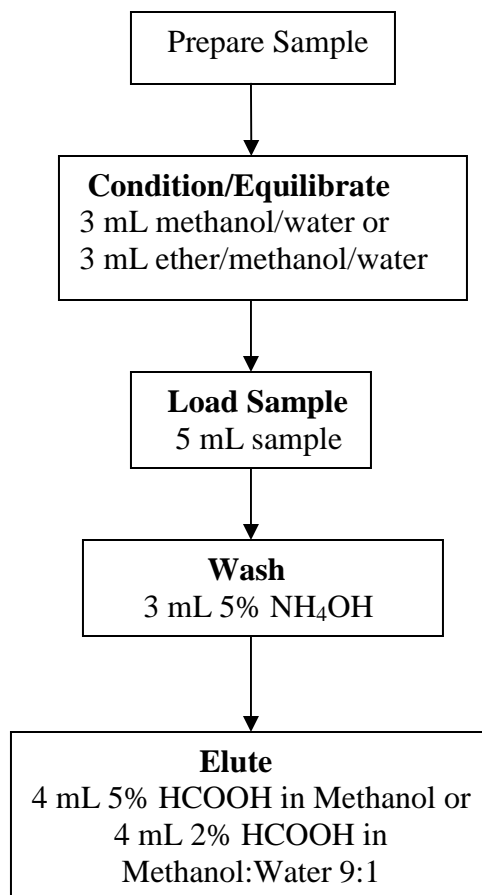 Prepare Sample
Condition/Equilibrate
3 mL methanol/water or
3 mL ether/methanol/water
Load Sample
5 mL sample
Wash
3 mL 5% NH₄OH
Elute
4 mL 5% HCOOH in Methanol or
4 mL 2% HCOOH in
Methanol:Water 9:1